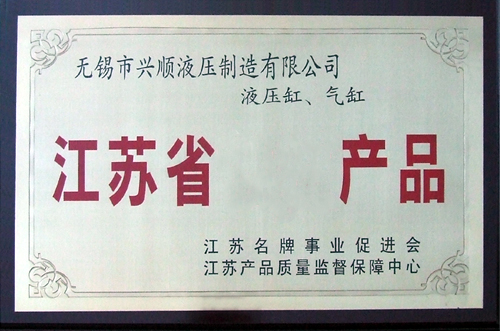 无锡市兴顺液压制造有限公司
液压缸、气缸
江苏省 产品
江苏名牌事业促进会
江苏产品质量监督保障中心